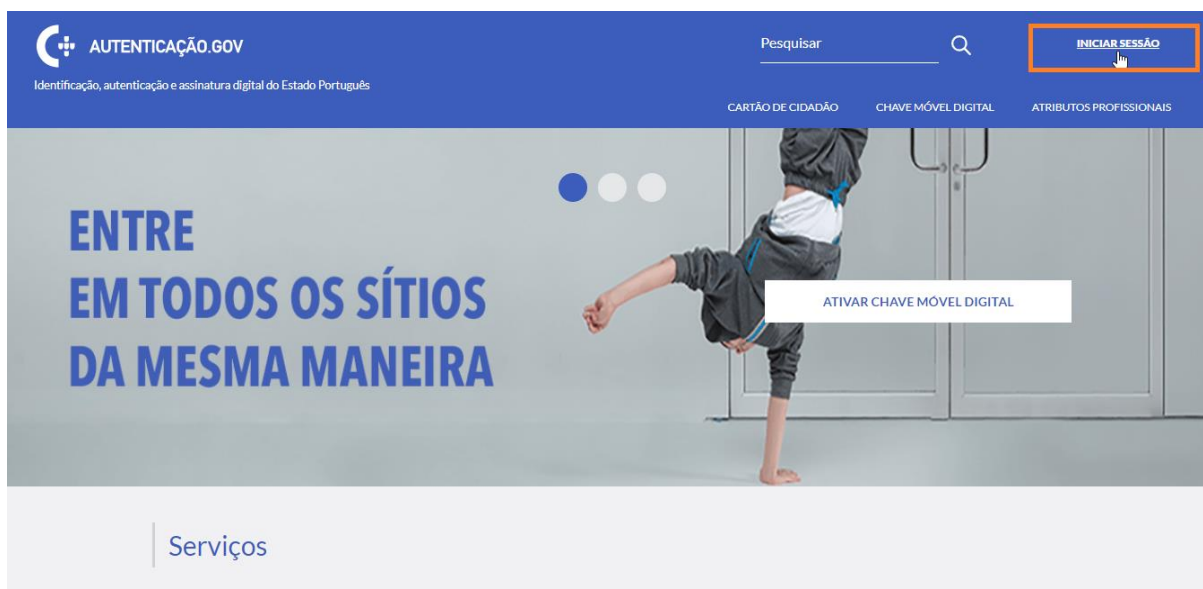 AUTENTICAÇÃO.GOV
Identificação, autenticação e assinatura digital do Estado Português
Pesquisar
INICIAR SESSÃO
CARTÃO DE CIDADÃO CHAVE MÓVEL DIGITAL ATRIBUTOS PROFISSIONAIS
ENTRE
EM TODOS OS SÍTIOS
DA MESMA MANEIRA
ATIVAR CHAVE MÓVEL DIGITAL
Serviços